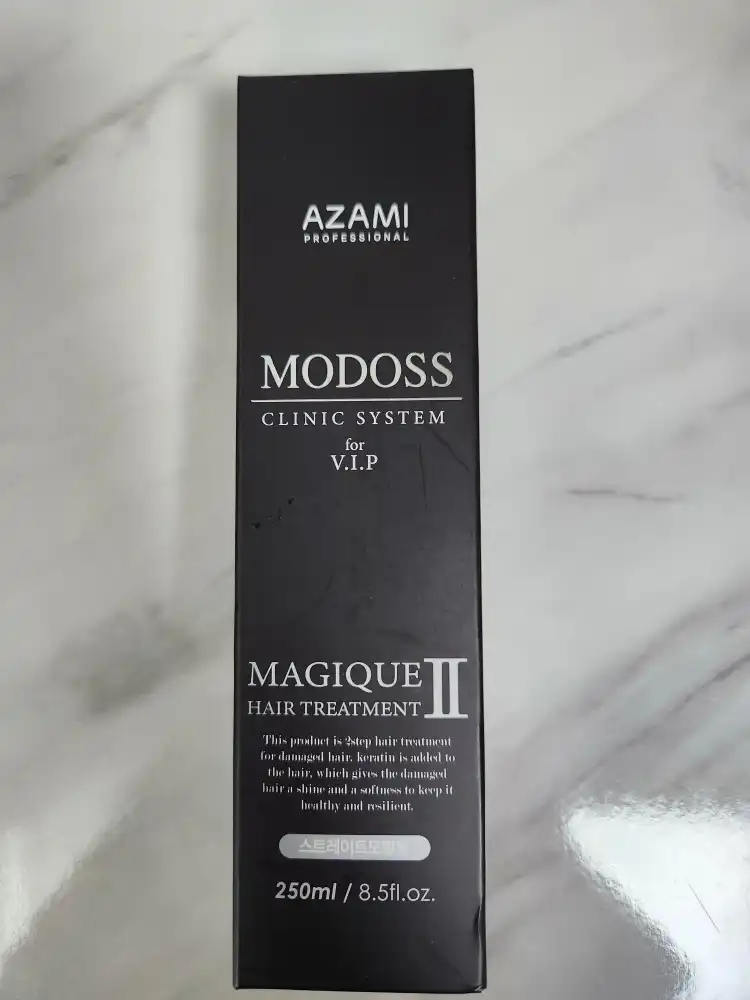 AZAMI
PROFESSIONAL
MODOSS
CLINIC SYSTEM
for
V.I.P
MAGIQUE II
HAIR TREATMENT
This product is 2step hair treatment
for damaged hair, keratin is added to
the hair, which gives the damaged
hair a shine and a softness to keep it
healthy and resilient.
250ml / 8.5fl.oz.